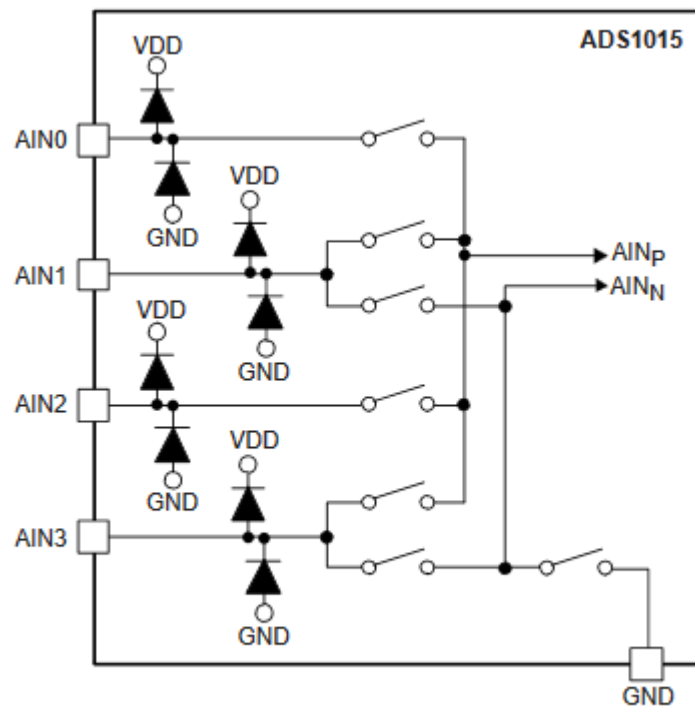 ADS1015
VDD
AIN0
VDD
GND
AINP
AIN1
AINN
VDD
GND
AIN2
VDD
GND
AIN3
GND
GND